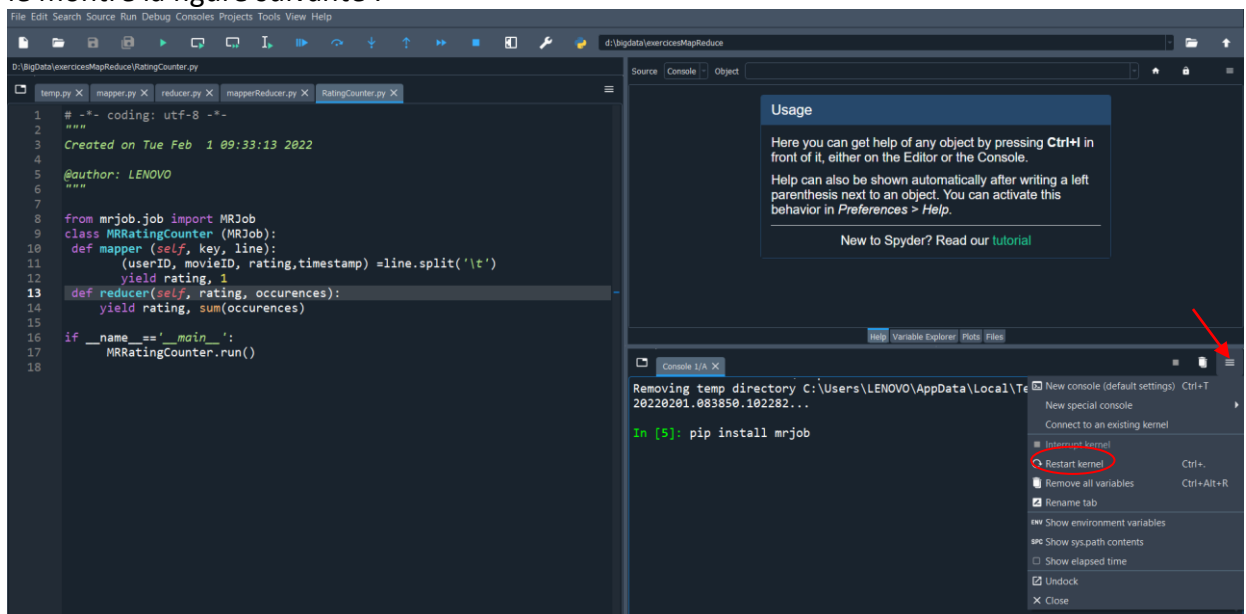 le montre la figure suivante :
File Edit Search Source Run Debug Consoles Projects Tools View Help
d:\bigdata\exercicesMapReduce
D:\BigData\exercicesMapReduce\RatingCounter.py
temp.py X mapper.py X reducer.py X mapperReducer.py X RatingCounter.py X
Source Console Object
1 # -*- coding: utf-8 -*-
2 """
3 Created on Tue Feb 1 09:33:13 2022
4
5 @author: LENOVO
6 """
7
8 from mrjob.job import MRJob
9 class MRRatingCounter (MRJob):
10 def mapper (self, key, line):
11 (userID, movieID, rating,timestamp) =line.split('\t')
12 yield rating, 1
13 def reducer(self, rating, occurences):
14 yield rating, sum(occurences)
15
16 if __name__=='__main__':
17 MRRatingCounter.run()
18
Usage
Here you can get help of any object by pressing Ctrl+I in
front of it, either on the Editor or the Console.
Help can also be shown automatically after writing a left
parenthesis next to an object. You can activate this
behavior in Preferences > Help.
New to Spyder? Read our tutorial
Help Variable Explorer Plots Files
Console 1/A X
Removing temp directory C:\Users\LENOVO\AppData\Local\Te
20220201.083850.102282...
In [5]: pip install mrjob
New console (default settings) Ctrl+T
New special console
Connect to an existing kernel
Interrupt kernel
Restart kernel Ctrl+.
Remove all variables Ctrl+Alt+R
Rename tab
ENV Show environment variables
SPC Show sys.path contents
Show elapsed time
Undock
X Close